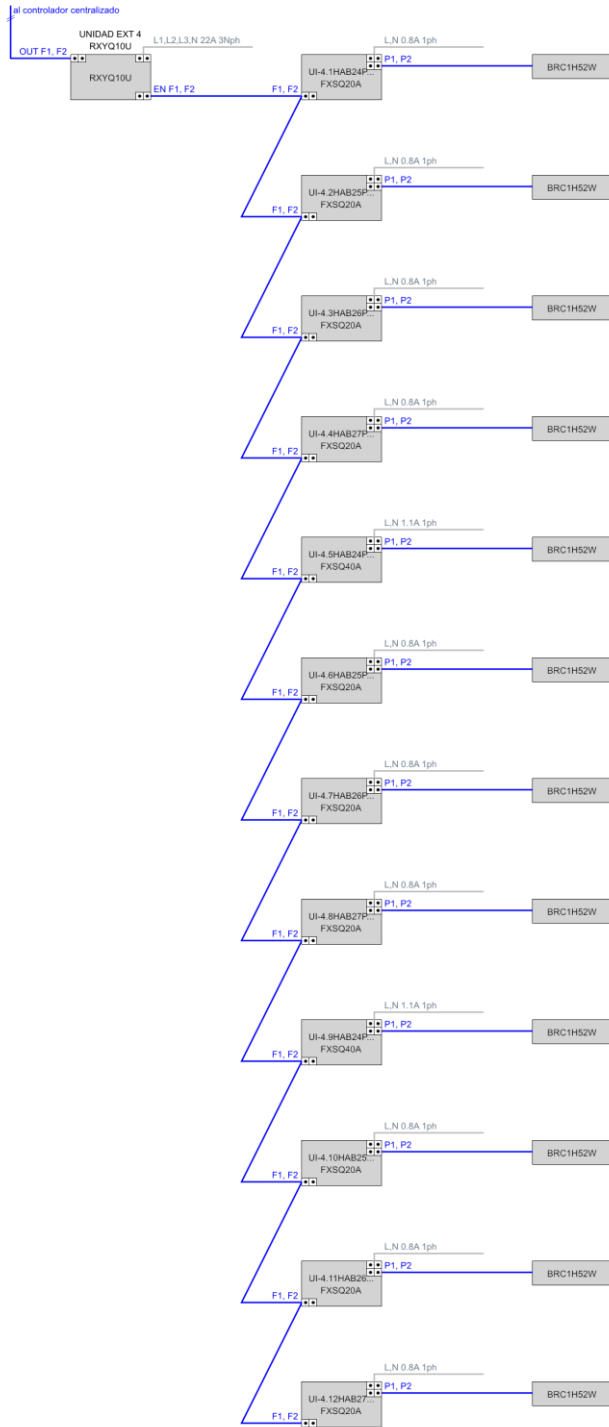 al controlador centralizado
UNIDAD EXT 4
RXYQ10U
L1,L2,L3,N 22A 3Nph
OUT F1, F2
RXYQ10U
EN F1, F2
L,N 0.8A 1ph
P1, P2
UI-4.1HAB24P...
FXSQ20A
BRC1H52W
F1, F2
L,N 0.8A 1ph
P1, P2
UI-4.2HAB25P...
FXSQ20A
BRC1H52W
F1, F2
L,N 0.8A 1ph
P1, P2
UI-4.3HAB26P...
FXSQ20A
BRC1H52W
F1, F2
L,N 0.8A 1ph
P1, P2
UI-4.4HAB27P...
FXSQ20A
BRC1H52W
F1, F2
L,N 1.1A 1ph
P1, P2
UI-4.5HAB24P...
FXSQ40A
BRC1H52W
F1, F2
L,N 0.8A 1ph
P1, P2
UI-4.6HAB25P...
FXSQ20A
BRC1H52W
F1, F2
L,N 0.8A 1ph
P1, P2
UI-4.7HAB26P...
FXSQ20A
BRC1H52W
F1, F2
L,N 0.8A 1ph
P1, P2
UI-4.8HAB27P...
FXSQ20A
BRC1H52W
F1, F2
L,N 1.1A 1ph
P1, P2
UI-4.9HAB24P...
FXSQ40A
BRC1H52W
F1, F2
L,N 0.8A 1ph
P1, P2
UI-4.10HAB25...
FXSQ20A
BRC1H52W
F1, F2
L,N 0.8A 1ph
P1, P2
UI-4.11HAB26...
FXSQ20A
BRC1H52W
F1, F2
L,N 0.8A 1ph
P1, P2
UI-4.12HAB27...
FXSQ20A
BRC1H52W
F1, F2